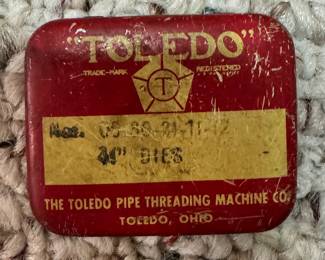 "TOLEDO"
TRADE-MARK REGISTERED
T
Nos.
DIES
THE TOLEDO PIPE THREADING MACHINE CO.
TOLEDO, OHIO